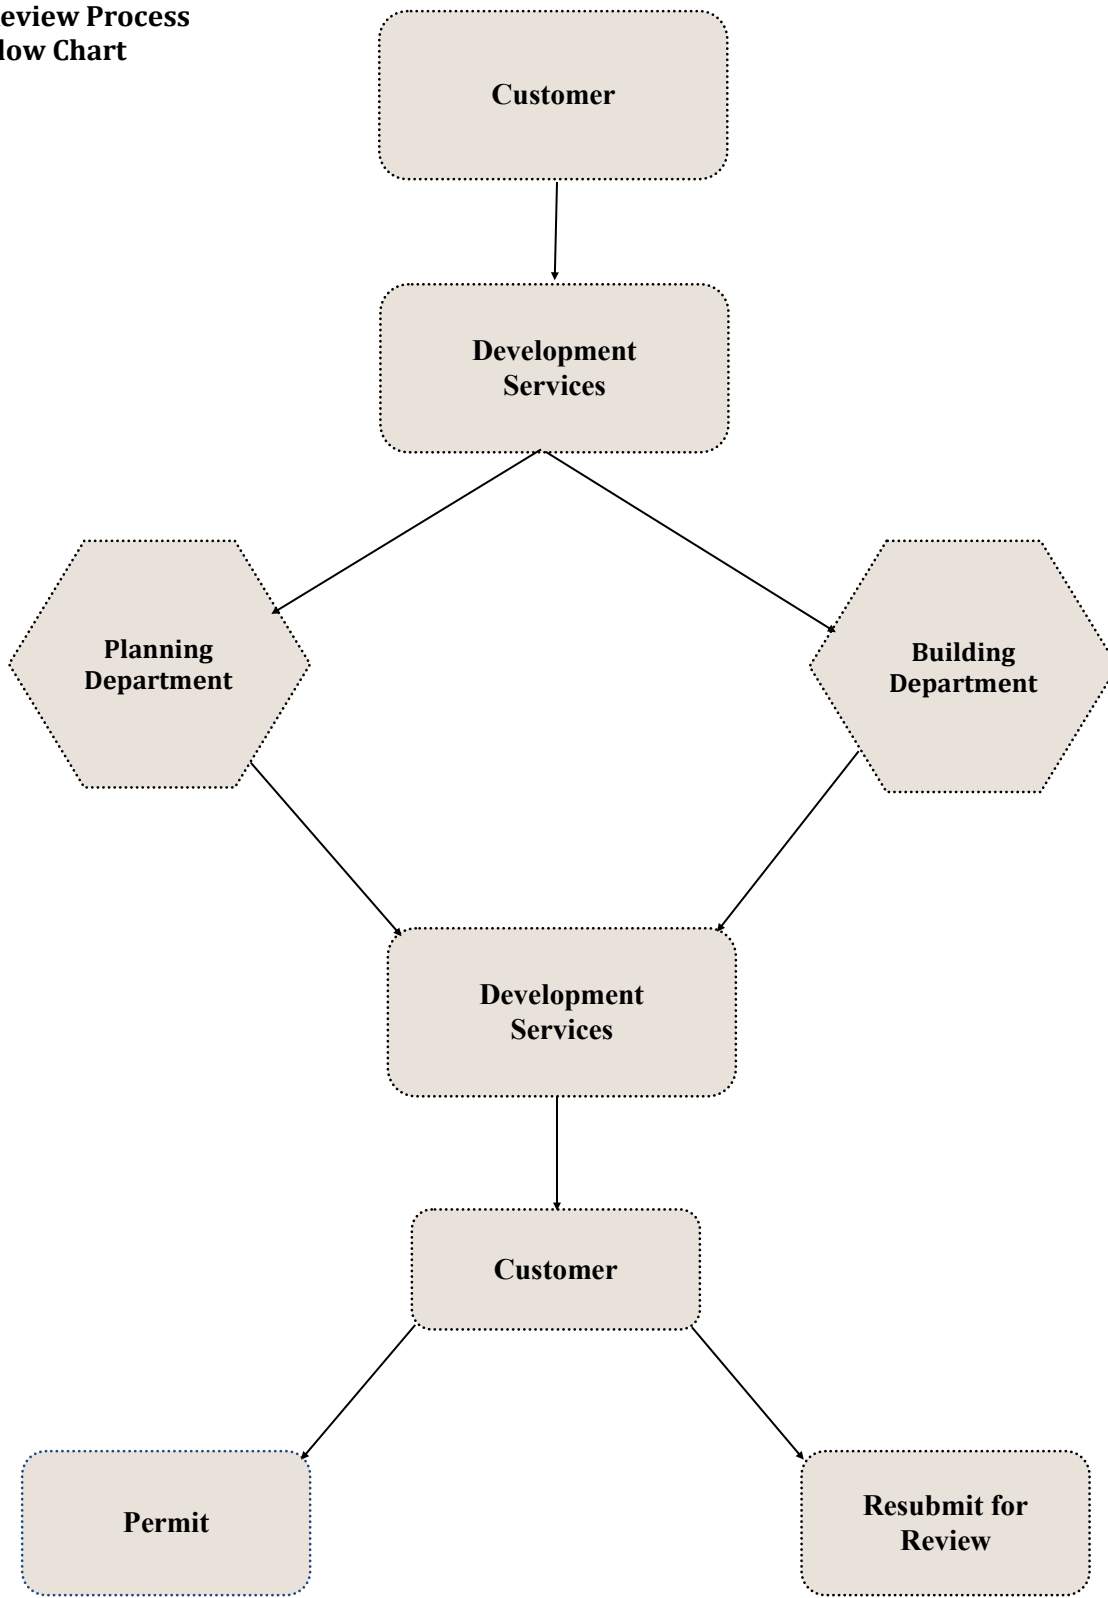 eview Process
low Chart
Customer
Development
Services
Planning
Department
Building
Department
Development
Services
Customer
Permit
Resubmit for
Review